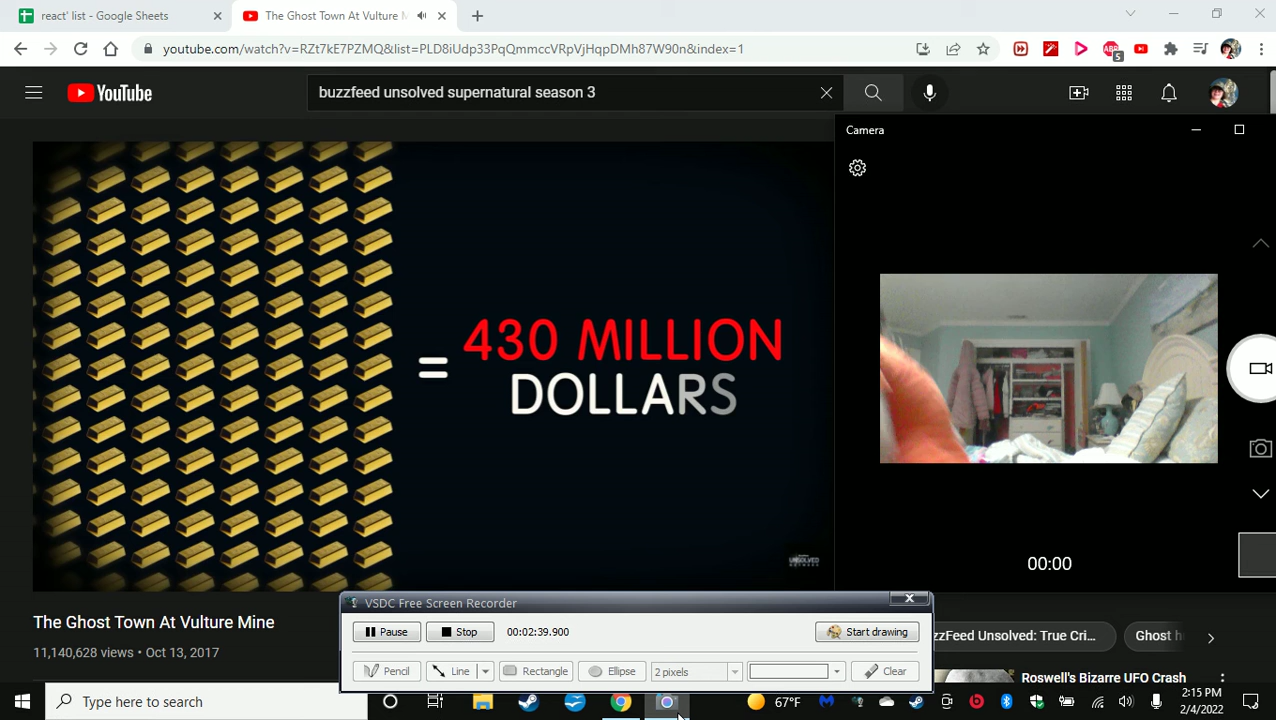 react' list - Google Sheets
The Ghost Town At Vulture M
youtube.com/watch?v=RZt7kE7PZMQ&list=PLD8iUdp33PqQmmccVRpVjHqpDMh87W90n&index=1
ABP
5
YouTube
buzzfeed unsolved supernatural season 3
Camera
= 430 MILLION
DOLLARS
UNSOLVED
NETWORK
00:00
VSDC Free Screen Recorder
The Ghost Town At Vulture Mine
Pause
Stop
00:02:39.900
Start drawing
zzFeed Unsolved: True Cri...
Ghost h
11,140,628 views • Oct 13, 2017
Pencil
Line
Rectangle
Ellipse
2 pixels
Clear
Roswell's Bizarre UFO Crash
Type here to search
67°F
2:15 PM
2/4/2022